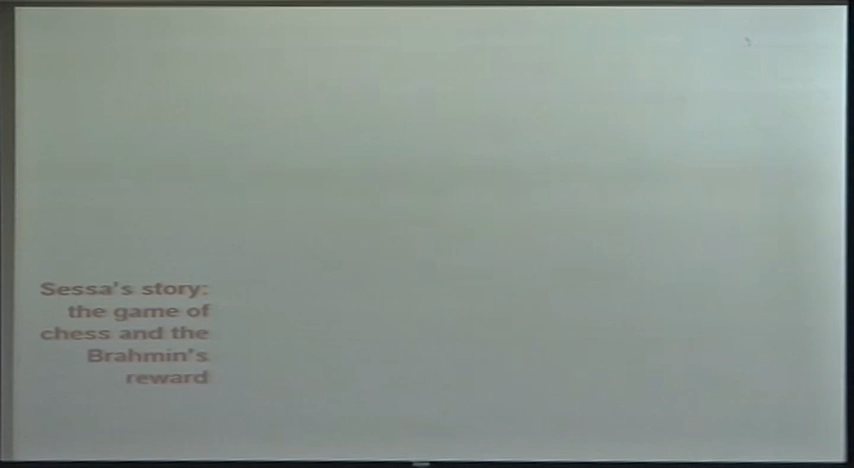 Sessa's story:
the game of
chess and the
Brahmin's
reward